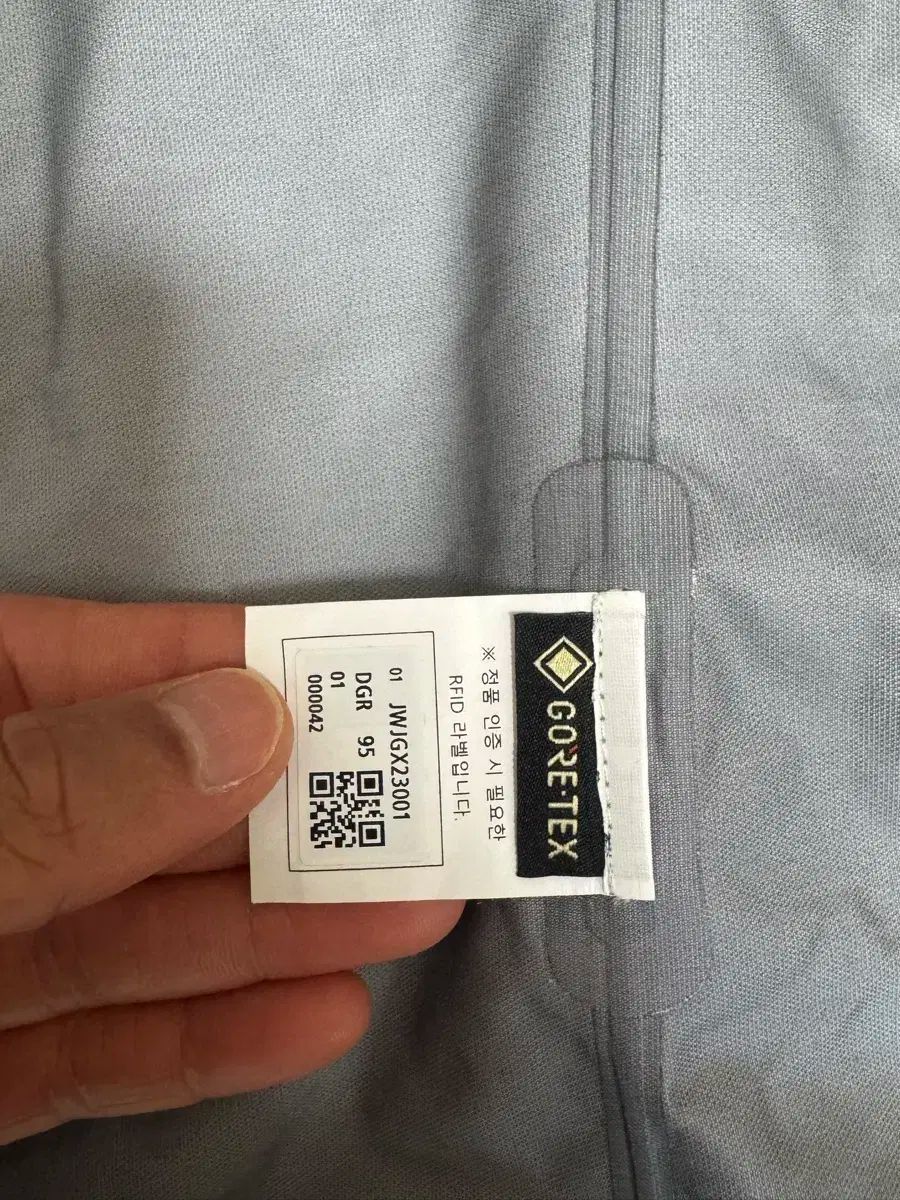 GORE-TEX
※ 정품 인증 시 필요한
RFID 라벨입니다.
01 JWJGX23001
DGR 95
01
000042